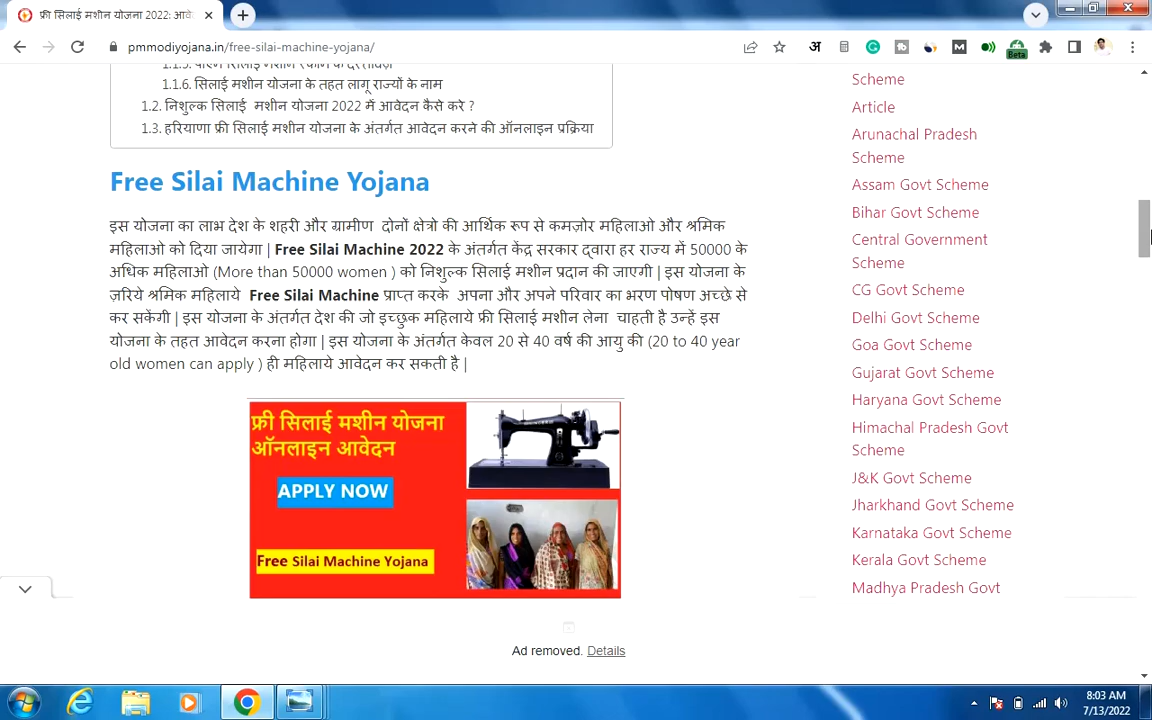 फ्री सिलाई मशीन योजना 2022: आवे
pmmodiyojana.in/free-silai-machine-yojana/
अ
Beta
1.1.6. सिलाई मशीन योजना के तहत लागू राज्यों के नाम
1.2. निशुल्क सिलाई मशीन योजना 2022 में आवेदन कैसे करे ?
1.3. हरियाणा फ्री सिलाई मशीन योजना के अंतर्गत आवेदन करने की ऑनलाइन प्रक्रिया
Free Silai Machine Yojana
इस योजना का लाभ देश के शहरी और ग्रामीण दोनों क्षेत्रो की आर्थिक रूप से कमज़ोर महिलाओ और श्रमिक
महिलाओ को दिया जायेगा | Free Silai Machine 2022 के अंतर्गत केंद्र सरकार द्वारा हर राज्य में 50000 के
अधिक महिलाओ (More than 50000 women ) को निशुल्क सिलाई मशीन प्रदान की जाएगी | इस योजना के
ज़रिये श्रमिक महिलाये Free Silai Machine प्राप्त करके अपना और अपने परिवार का भरण पोषण अच्छे से
कर सकेंगी | इस योजना के अंतर्गत देश की जो इच्छुक महिलाये फ्री सिलाई मशीन लेना चाहती है उन्हें इस
योजना के तहत आवेदन करना होगा | इस योजना के अंतर्गत केवल 20 से 40 वर्ष की आयु की (20 to 40 year
old women can apply ) ही महिलाये आवेदन कर सकती है |
फ्री सिलाई मशीन योजना
ऑनलाइन आवेदन
APPLY NOW
Free Silai Machine Yojana
Scheme
Article
Arunachal Pradesh
Scheme
Assam Govt Scheme
Bihar Govt Scheme
Central Government
Scheme
CG Govt Scheme
Delhi Govt Scheme
Goa Govt Scheme
Gujarat Govt Scheme
Haryana Govt Scheme
Himachal Pradesh Govt
Scheme
J&K Govt Scheme
Jharkhand Govt Scheme
Karnataka Govt Scheme
Kerala Govt Scheme
Madhya Pradesh Govt
Ad removed. Details
8:03 AM
7/13/2022